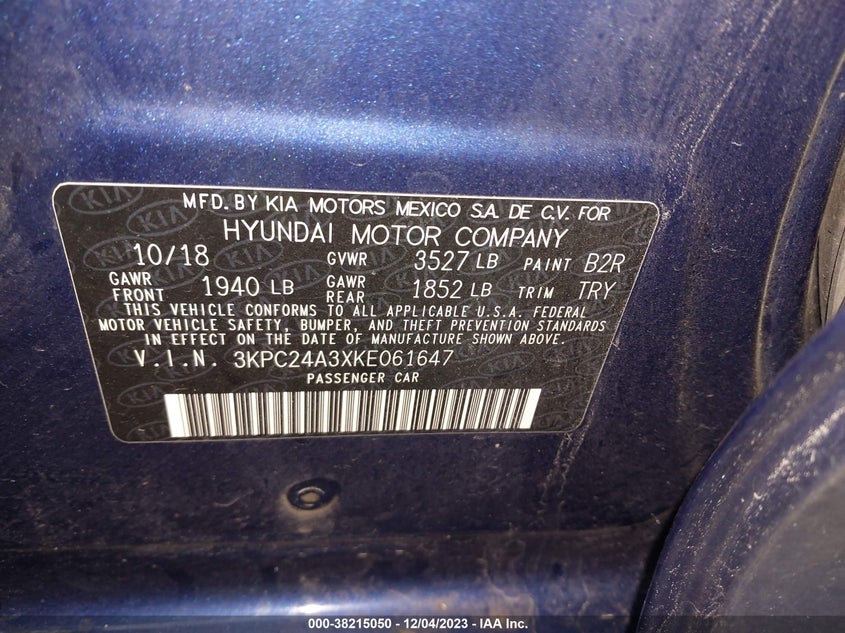 MFD. BY KIA MOTORS MEXICO S.A. DE C.V. FOR
HYUNDAI MOTOR COMPANY
10/18 GVWR 3527 LB PAINT B2R
GAWR FRONT 1940 LB GAWR REAR 1852 LB TRIM TRY
THIS VEHICLE CONFORMS TO ALL APPLICABLE U.S.A. FEDERAL
MOTOR VEHICLE SAFETY, BUMPER, AND THEFT PREVENTION STANDARDS
IN EFFECT ON THE DATE OF MANUFACTURE SHOWN ABOVE.
V.I.N. 3KPC24A3XKE061647
PASSENGER CAR
000-38215050 - 12/04/2023 - IAA Inc.